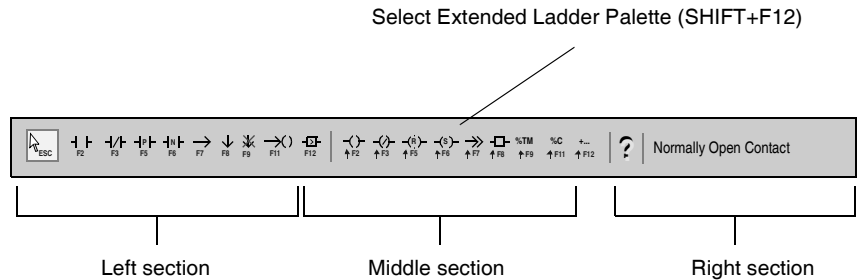 Select Extended Ladder Palette (SHIFT+F12)
ESC F2 F3 P F5 N F6 F7 F8 F9 F11 F12 F2 F3 R F5 S F6 F7 F8 %TM F9 %C F11 +... F12 ? Normally Open Contact
Left section Middle section Right section